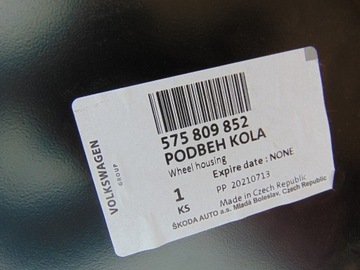 VOLKSWAGEN
GROUP
575 809 852
PODBEH KOLA
Wheel housing
Expire date : NONE
1
KS
PP 20210713
Made in Czech Republic
ŠKODA AUTO a.s. Mladá Boleslav, Czech Republic